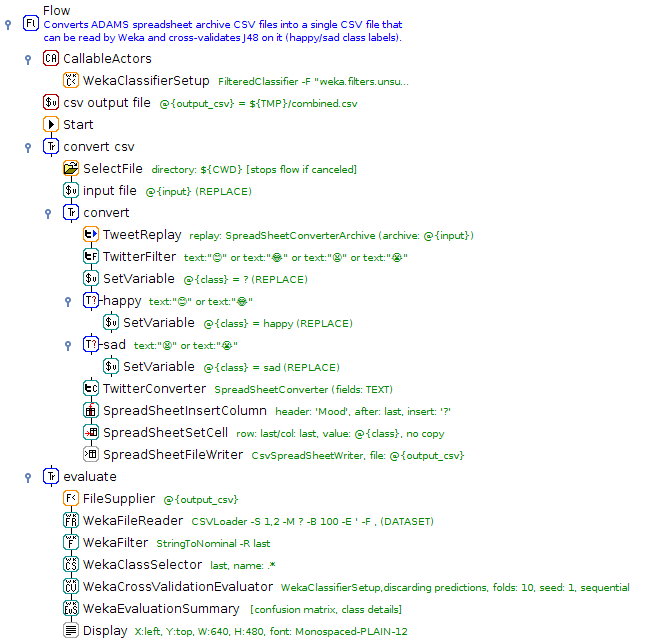 Flow
Converts ADAMS spreadsheet archive CSV files into a single CSV file that
can be read by Weka and cross-validates J48 on it (happy/sad class labels).
CallableActors
WekaClassifierSetup FilteredClassifier -F "weka.filters.unsu...
csv output file @{output_csv} = ${TMP}/combined.csv
Start
convert csv
SelectFile directory: ${CWD} [stops flow if canceled]
input file @{input} (REPLACE)
convert
TweetReplay replay: SpreadSheetConverterArchive (archive: @{input})
TwitterFilter text:"😊" or text:"😂" or text:"😫" or text:"😭"
SetVariable @{class} = ? (REPLACE)
happy text:"😊" or text:"😂"
SetVariable @{class} = happy (REPLACE)
sad text:"😫" or text:"😭"
SetVariable @{class} = sad (REPLACE)
TwitterConverter SpreadSheetConverter (fields: TEXT)
SpreadSheetInsertColumn header: 'Mood', after: last, insert: '?'
SpreadSheetSetCell row: last/col: last, value: @{class}, no copy
SpreadSheetFileWriter CsvSpreadSheetWriter, file: @{output_csv}
evaluate
FileSupplier @{output_csv}
WekaFileReader CSVLoader -S 1,2 -M ? -B 100 -E ' -F , (DATASET)
WekaFilter StringToNominal -R last
WekaClassSelector last, name: .*
WekaCrossValidationEvaluator WekaClassifierSetup,discarding predictions, folds: 10, seed: 1, sequential
WekaEvaluationSummary [confusion matrix, class details]
Display X:left, Y:top, W:640, H:480, font: Monospaced-PLAIN-12